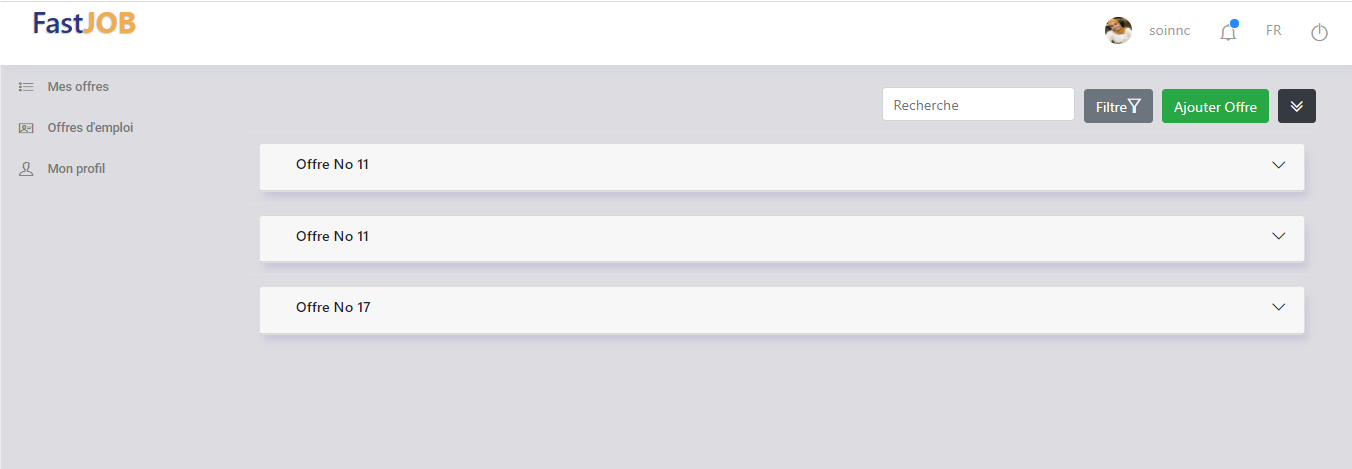 FastJOB
soinnc
FR
Mes offres
Offres d'emploi
Mon profil
Recherche
Filtre
Ajouter Offre
Offre No 11
Offre No 11
Offre No 17